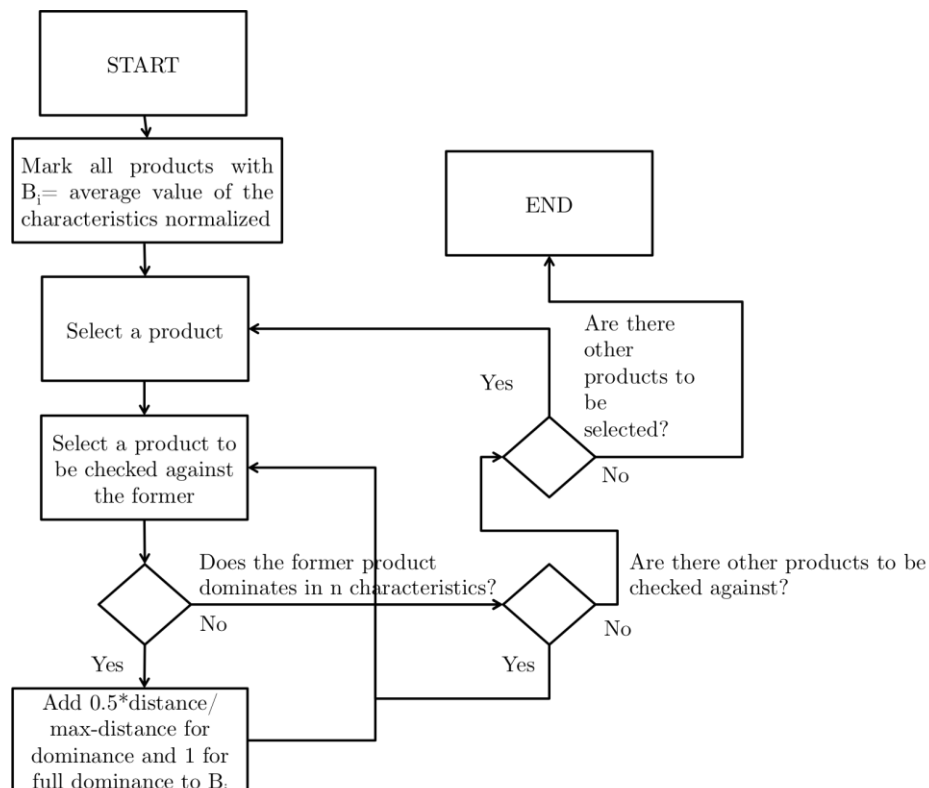 START
Mark all products with
Bi= average value of the
characteristics normalized
END
Select a product
Are there
other
products to
be
selected?
Yes
No
Select a product to
be checked against
the former
Does the former product
dominates in n characteristics?
No
Yes
Are there other products to be
checked against?
No
Yes
Add 0.5*distance/
max-distance for
dominance and 1 for
full dominance to Bi